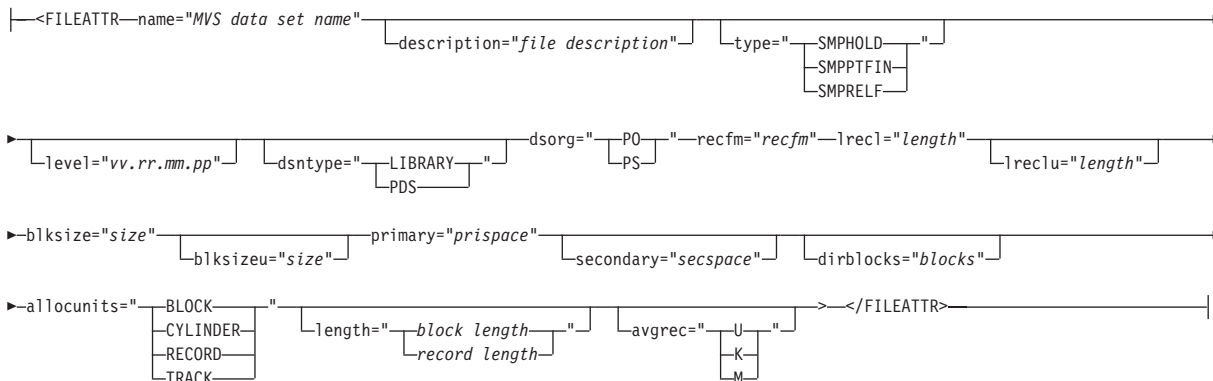 <FILEATTR name="MVS data set name"
description="file description"
type=" SMPHOLD "
SMPPTFIN
SMPRELF
level="vv.rr.mm.pp"
dsntype=" LIBRARY "
PDS
dsorg=" PO " recfm="recfm" lrecl="length"
PS
lreclu="length"
blksize="size"
blksizeu="size"
primary="prispace"
secondary="secspace"
dirblocks="blocks"
allocunits=" BLOCK "
CYLINDER
RECORD
TRACK
length=" block length "
record length
avgrec=" U "
K
M
> </FILEATTR>